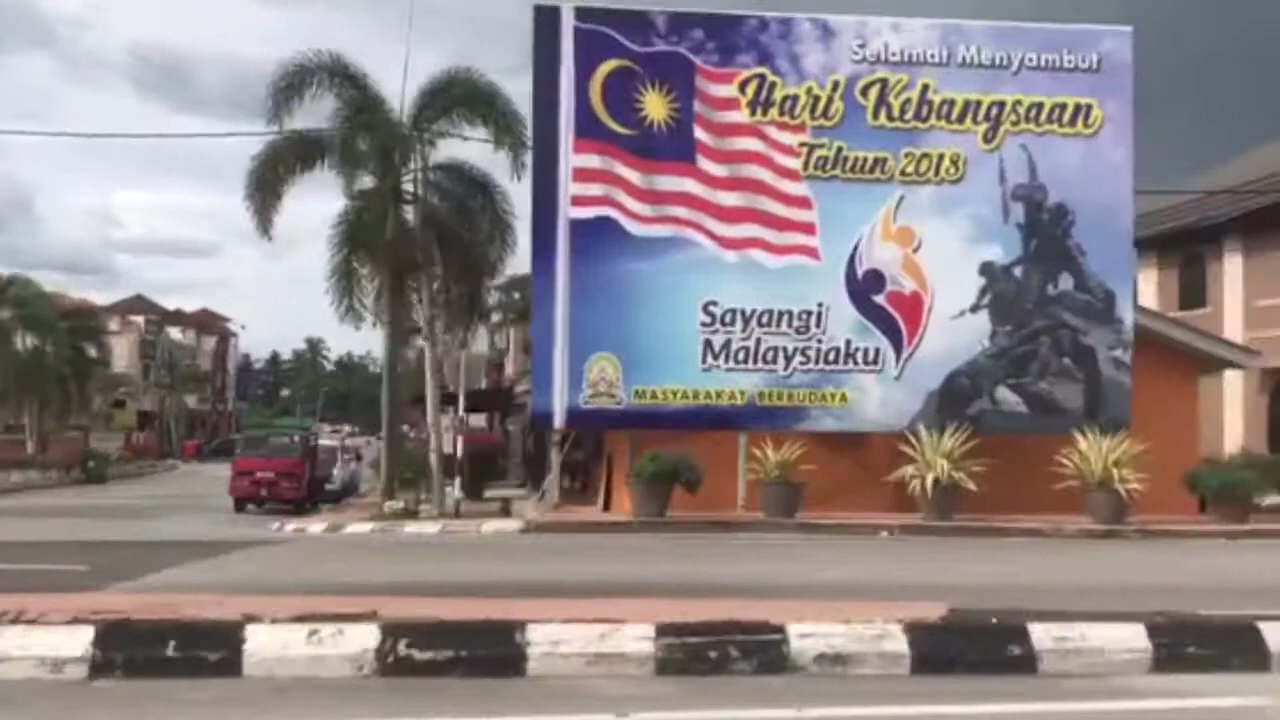 Selamat Menyambut
Hari Kebangsaan
Tahun 2018
Sayangi
Malaysiaku
MASYARAKAT BERBUDAYA